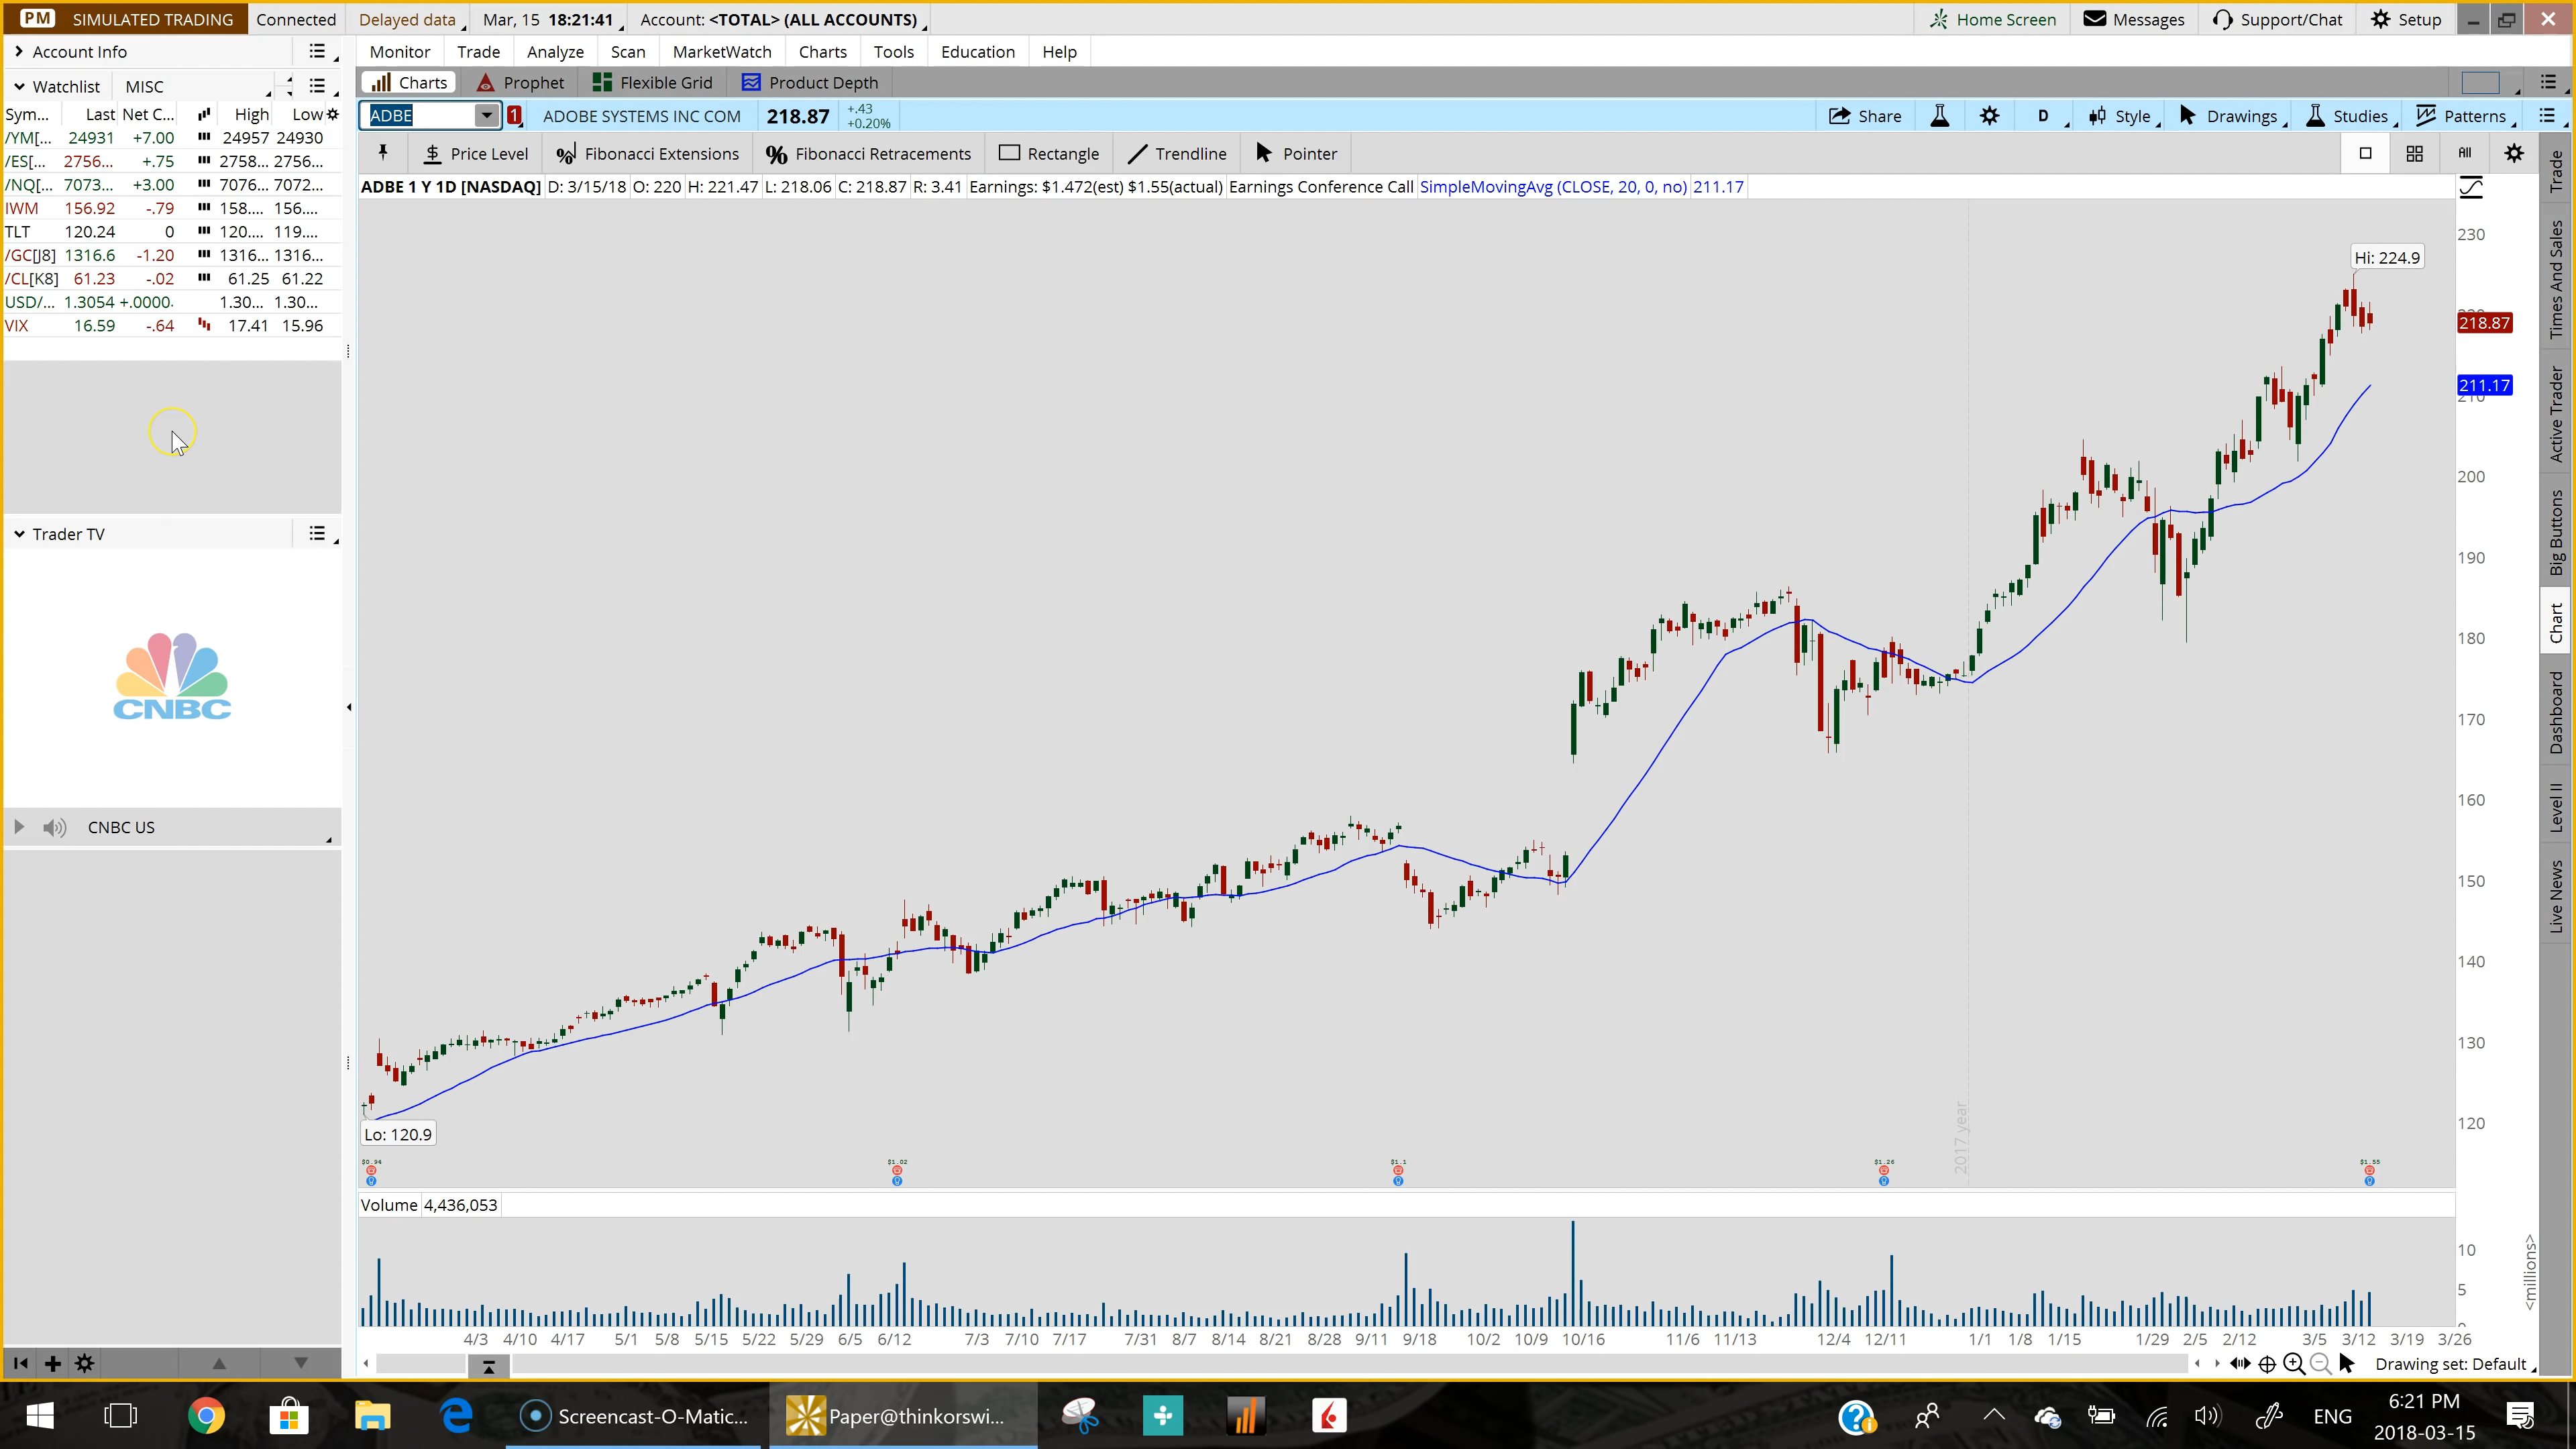 PM SIMULATED TRADING Connected Delayed data Mar, 15 18:21:41 Account: <TOTAL> (ALL ACCOUNTS) Home Screen Messages Support/Chat Setup
Account Info
Monitor Trade Analyze Scan MarketWatch Charts Tools Education Help
Watchlist MISC
Charts Prophet Flexible Grid Product Depth
Sym... Last Net C... High Low
ADBE 1 ADOBE SYSTEMS INC COM 218.87 +.43 +0.20% Share D Style Drawings Studies Patterns
/YM[... 24931 +7.00 24957 24930
/ES[... 2756... +.75 2758... 2756...
/NQ[... 7073... +3.00 7076... 7072...
IWM 156.92 -.79 158.... 156....
TLT 120.24 0 120.... 119....
/GC[J8] 1316.6 -1.20 1316... 1316...
/CL[K8] 61.23 -.02 61.25 61.22
USD/... 1.3054 +.0000 1.30... 1.30...
VIX 16.59 -.64 17.41 15.96
$ Price Level Fibonacci Extensions Fibonacci Retracements Rectangle Trendline Pointer All
ADBE 1 Y 1D [NASDAQ] D: 3/15/18 O: 220 H: 221.47 L: 218.06 C: 218.87 R: 3.41 Earnings: $1.472(est) $1.55(actual) Earnings Conference Call SimpleMovingAvg (CLOSE, 20, 0, no) 211.17
230
Hi: 224.9
218.87
211.17
210
200
190
180
170
160
150
140
130
120
Lo: 120.9
2017 year
$0.94 $1.02 $1.1 $1.26 $1.55
Trade
Times And Sales
Active Trader
Big Buttons
Chart
Dashboard
Level II
Live News
Trader TV
CNBC
CNBC US
Volume 4,436,053
10
5
<millions>
4/3 4/10 4/17 5/1 5/8 5/15 5/22 5/29 6/5 6/12 7/3 7/10 7/17 7/31 8/7 8/14 8/21 8/28 9/11 9/18 10/2 10/9 10/16 11/6 11/13 12/4 12/11 1/1 1/8 1/15 1/29 2/5 2/12 3/5 3/12 3/19 3/26
Drawing set: Default
Screencast-O-Matic... Paper@thinkorswi... ENG 6:21 PM
2018-03-15